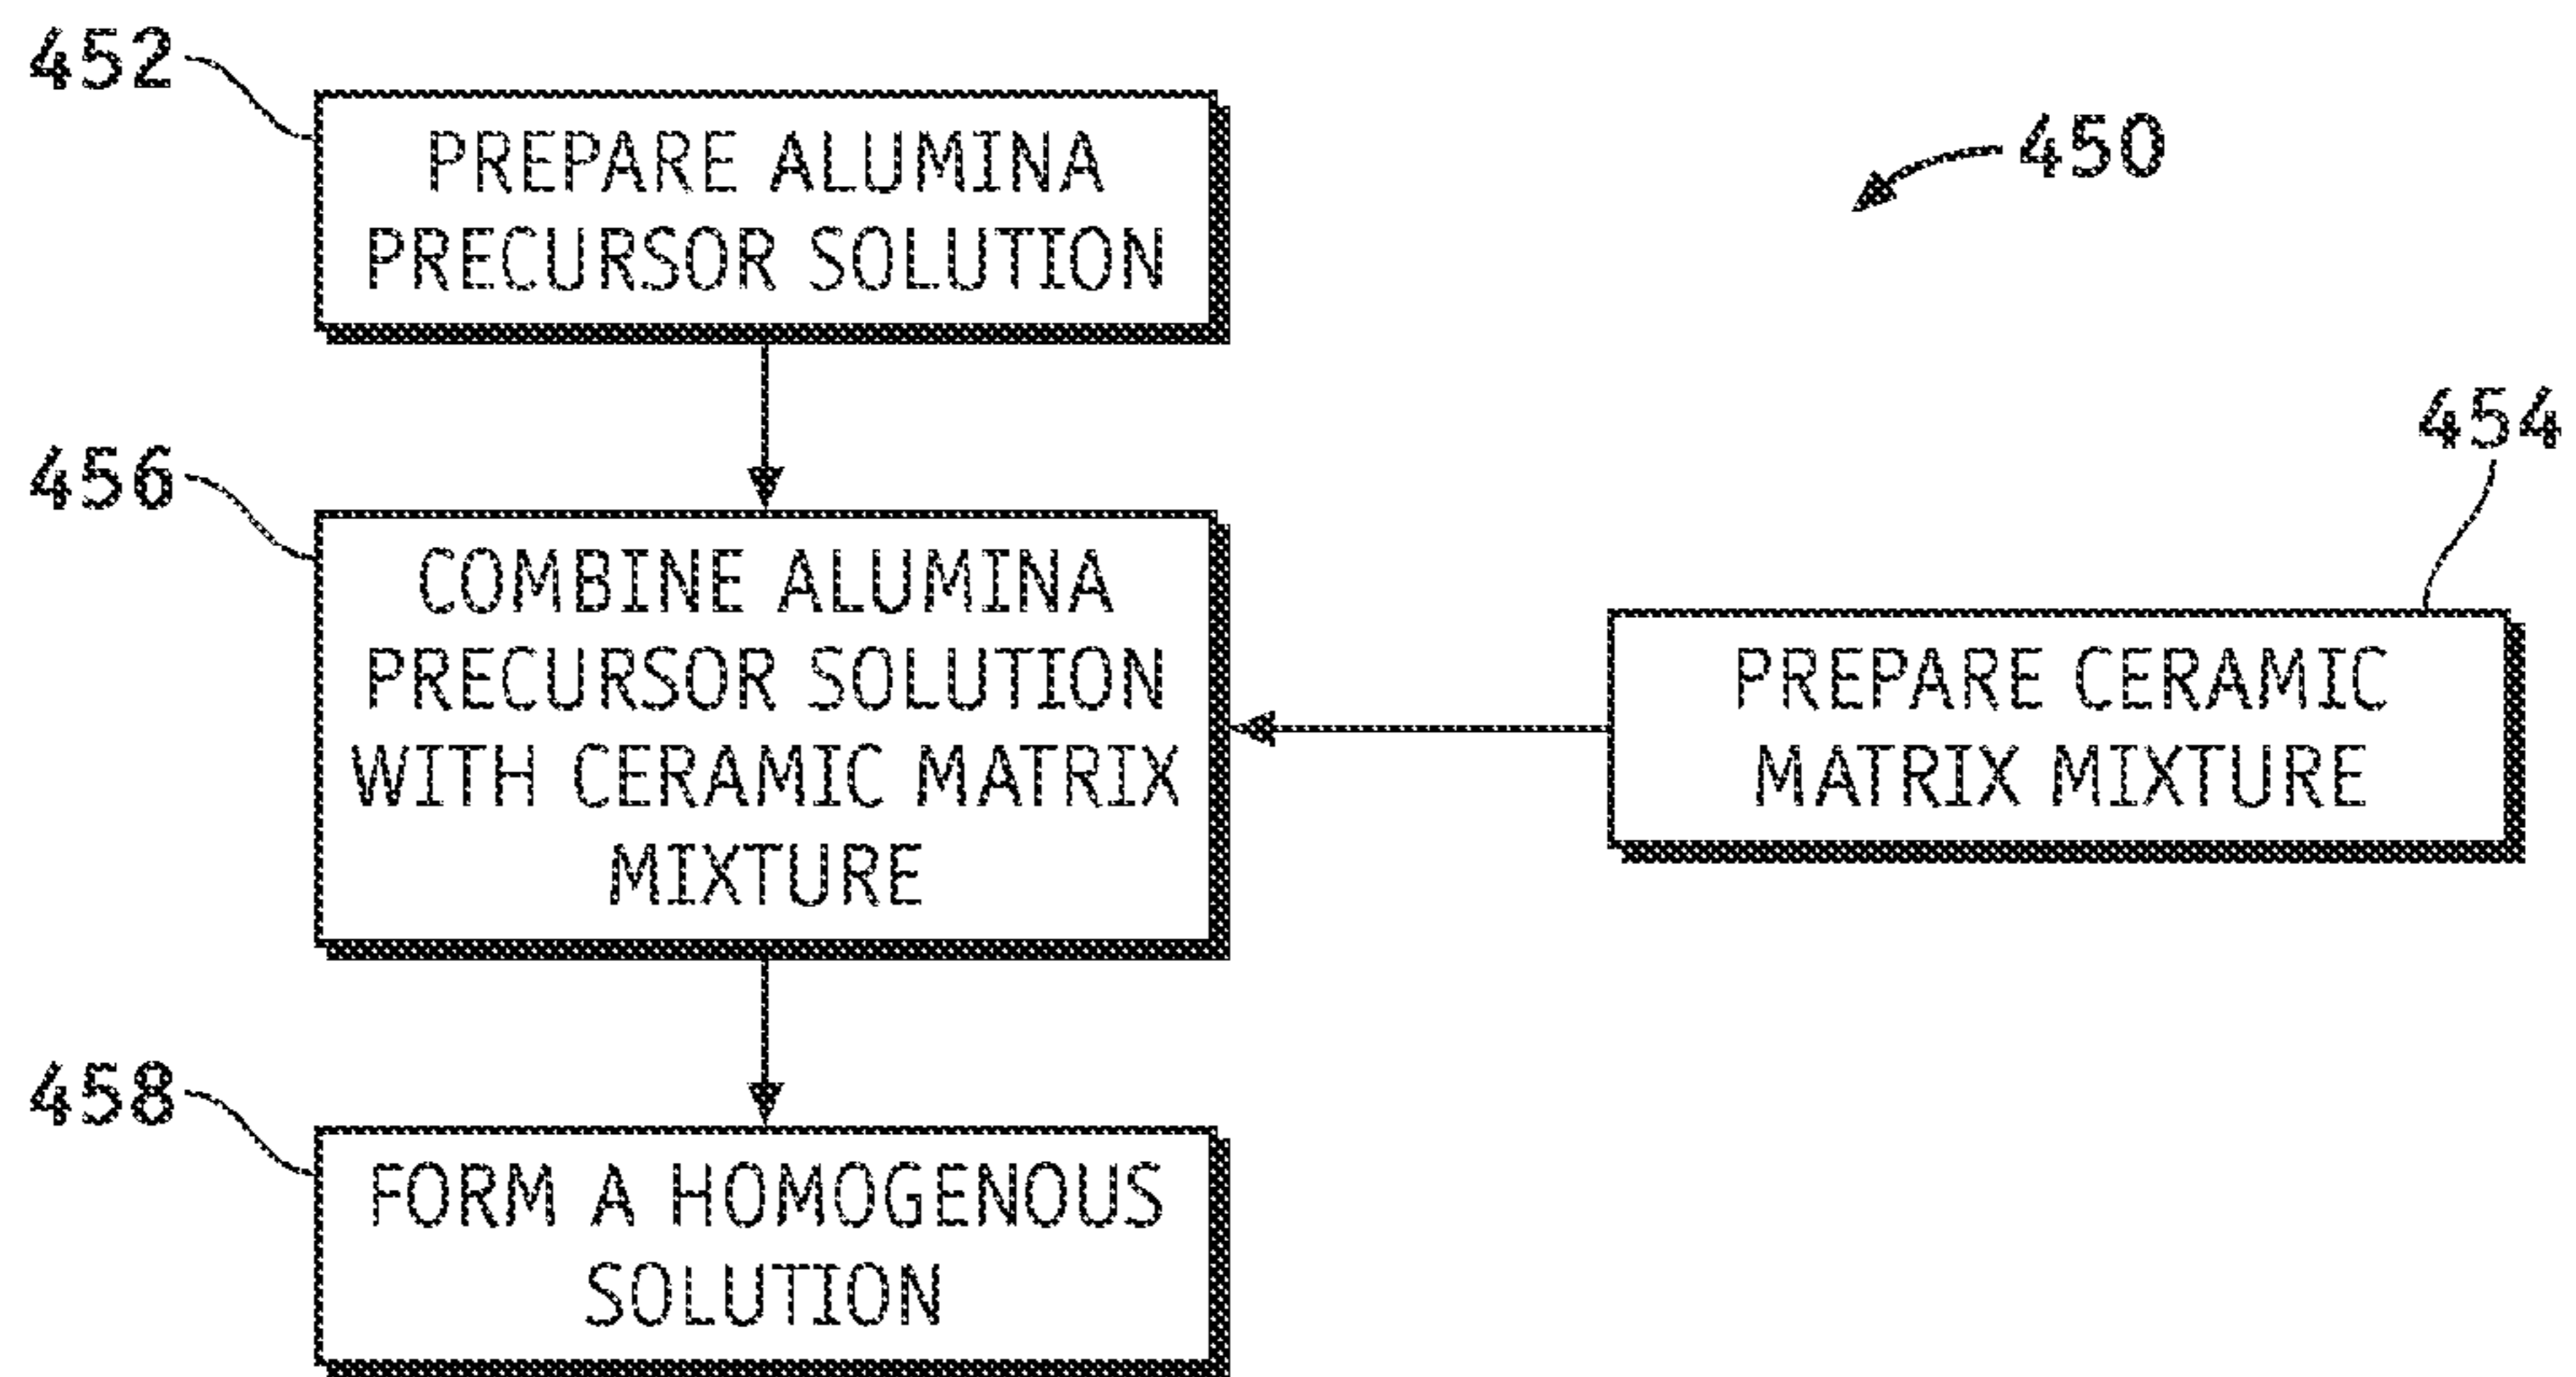 452
PREPARE ALUMINA
PRECURSOR SOLUTION
450
456
COMBINE ALUMINA
PRECURSOR SOLUTION
WITH CERAMIC MATRIX
MIXTURE
454
PREPARE CERAMIC
MATRIX MIXTURE
458
FORM A HOMOGENOUS
SOLUTION